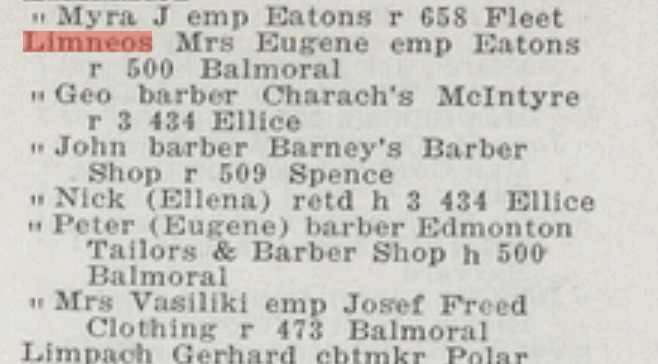 " Myra J emp Eatons r 658 Fleet
Limneos Mrs Eugene emp Eatons
r 500 Balmoral
" Geo barber Charach's McIntyre
r 3 434 Ellice
" John barber Barney's Barber
Shop r 509 Spence
" Nick (Ellena) retd h 3 434 Ellice
" Peter (Eugene) barber Edmonton
Tailors & Barber Shop h 500
Balmoral
" Mrs Vasiliki emp Josef Freed
Clothing r 473 Balmoral
Limpach Gerhard cbtmkr Polar